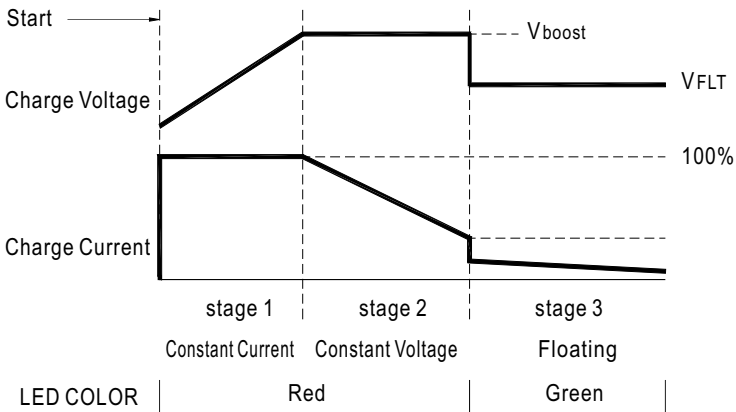 Start
Vboost
Charge Voltage
VFLT
100%
Charge Current
stage 1 stage 2 stage 3
Constant Current Constant Voltage Floating
LED COLOR Red Green